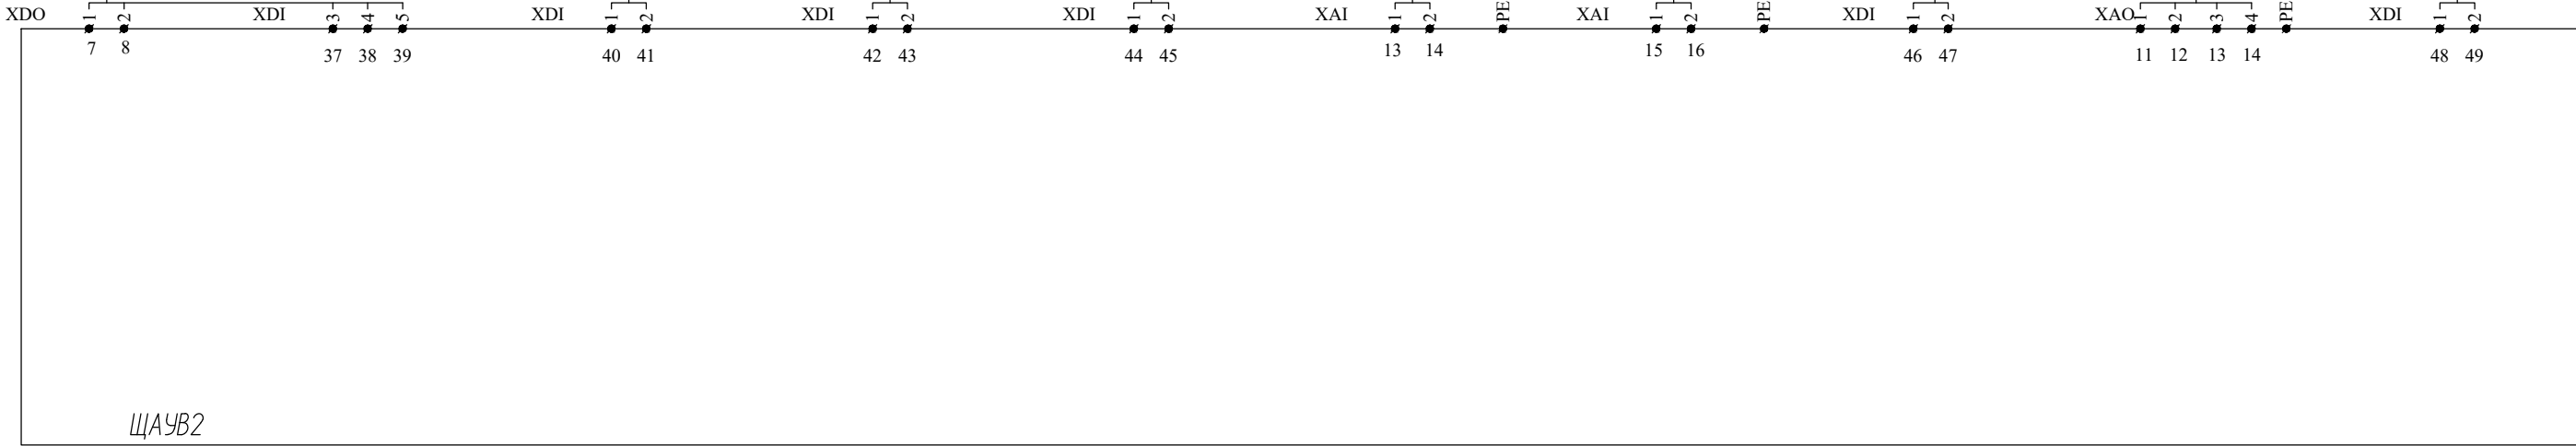 XDO 1 2 XDI 3 4 5 XDI 1 2 XDI 1 2 XDI 1 2 XAI 1 2 PE XAI 1 2 PE XDI 1 2 XAO 1 2 3 4 PE XDI 1 2
7 8 37 38 39 40 41 42 43 44 45 13 14 15 16 46 47 11 12 13 14 48 49
ЩАУВ2